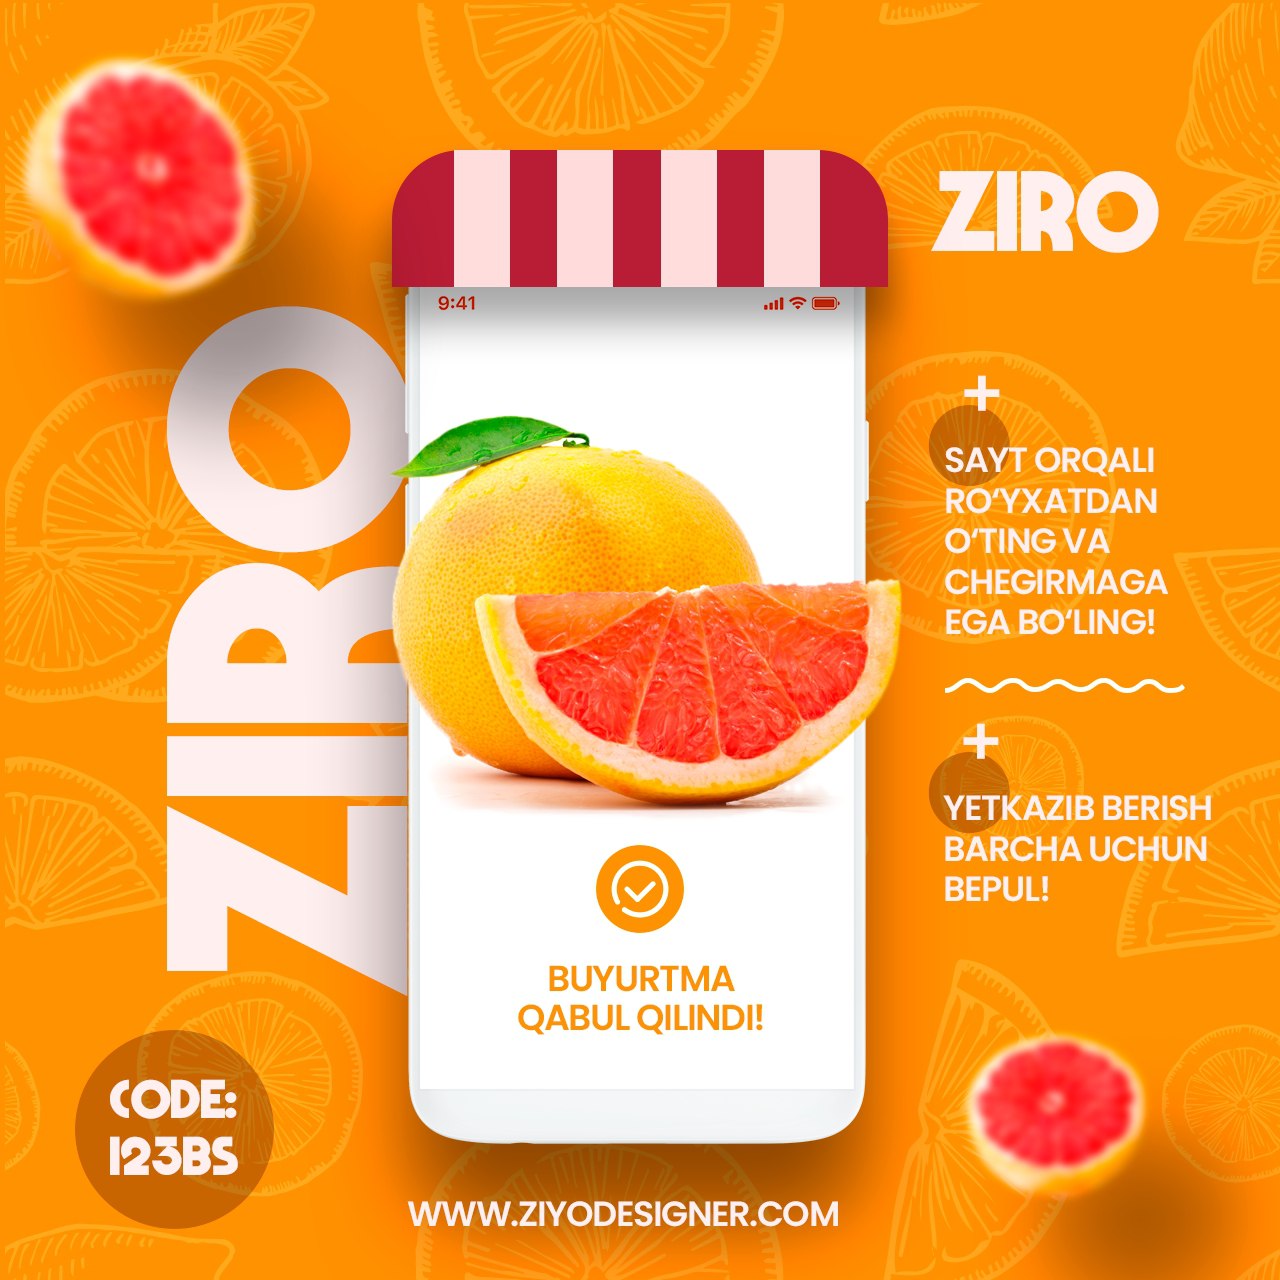 ZIRO
ZIRO
9:41
SAYT ORQALI
RO‘YXATDAN
O‘TING VA
CHEGIRMAGA
EGA BO‘LING!
YETKAZIB BERISH
BARCHA UCHUN
BEPUL!
BUYURTMA
QABUL QILINDI!
CODE:
123BS
WWW.ZIYODESIGNER.COM